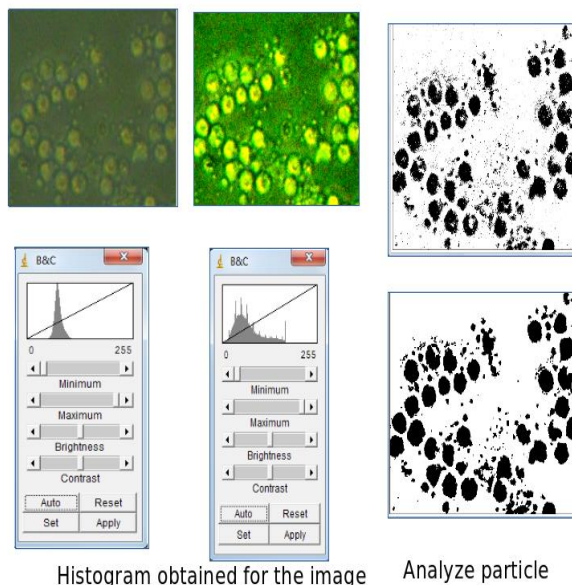 B&C
0 255
Minimum
Maximum
Brightness
Contrast
Auto Reset
Set Apply
B&C
0 255
Minimum
Maximum
Brightness
Contrast
Auto Reset
Set Apply
Histogram obtained for the image
Analyze particle